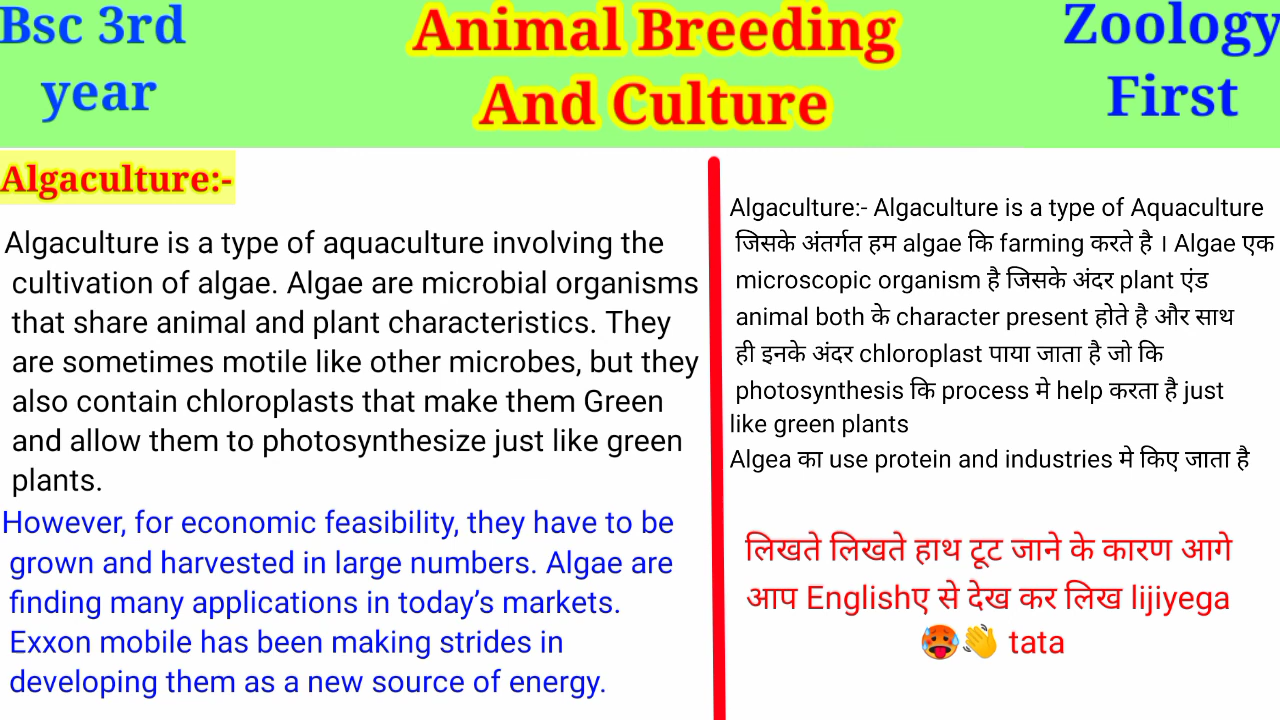 Bsc 3rd
year
Animal Breeding
And Culture
Zoology
First
Algaculture:-
Algaculture is a type of aquaculture involving the
cultivation of algae. Algae are microbial organisms
that share animal and plant characteristics. They
are sometimes motile like other microbes, but they
also contain chloroplasts that make them Green
and allow them to photosynthesize just like green
plants.
However, for economic feasibility, they have to be
grown and harvested in large numbers. Algae are
finding many applications in today’s markets.
Exxon mobile has been making strides in
developing them as a new source of energy.
Algaculture:- Algaculture is a type of Aquaculture
जिसके अंतर्गत हम algae कि farming करते है । Algae एक
microscopic organism है जिसके अंदर plant एंड
animal both के character present होते है और साथ
ही इनके अंदर chloroplast पाया जाता है जो कि
photosynthesis कि process मे help करता है just
like green plants
Algea का use protein and industries मे किए जाता है
लिखते लिखते हाथ टूट जाने के कारण आगे
आप Englishए से देख कर लिख lijiyega
🥵👋 tata